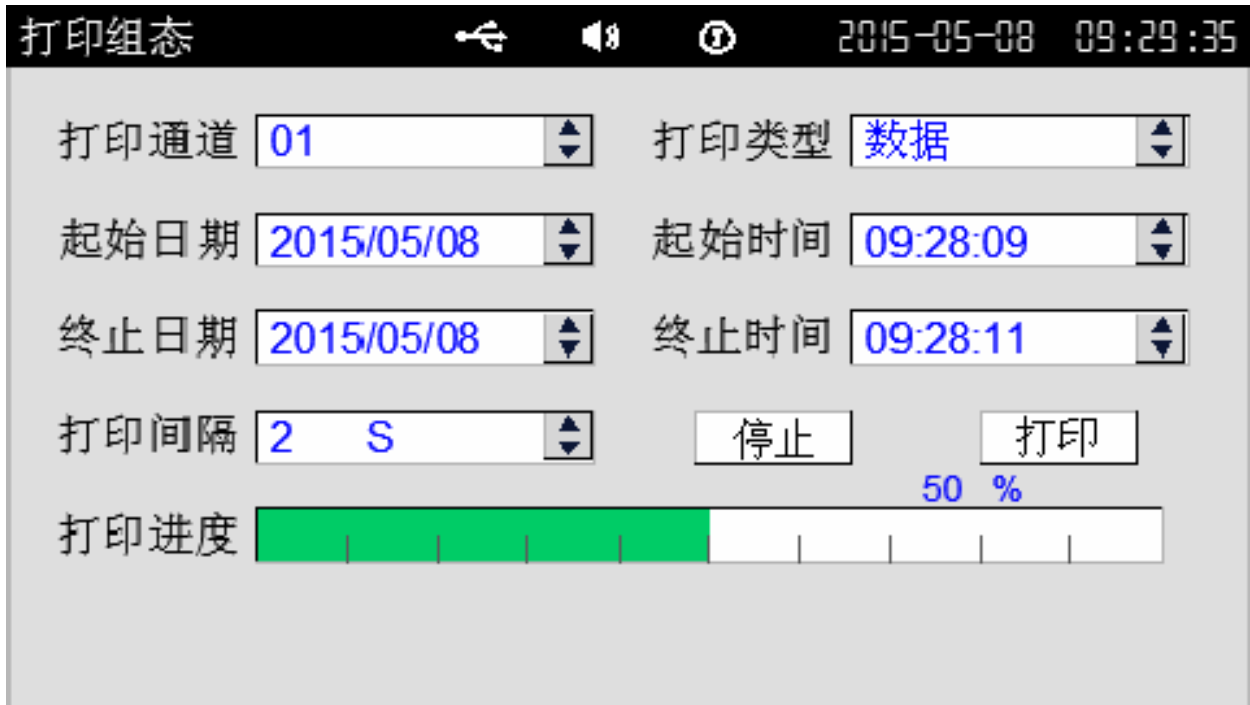 打印组态 2015-05-08 09:29:35
打印通道 01 打印类型 数据
起始日期 2015/05/08 起始时间 09:28:09
终止日期 2015/05/08 终止时间 09:28:11
打印间隔 2 S 停止 打印
50 %
打印进度